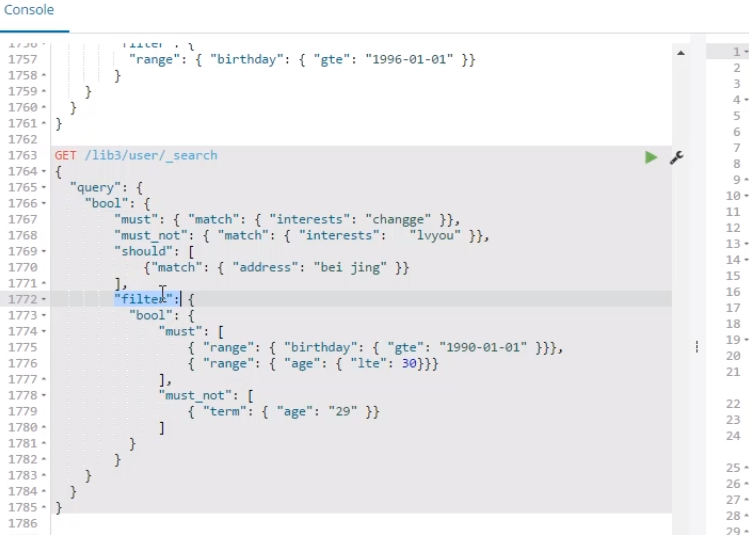 Console
1756 "filter": {
1757 "range": { "birthday": { "gte": "1996-01-01" }}
1758 }
1759 }
1760 }
1761 }
1762
1763 GET /lib3/user/_search
1764 {
1765 "query": {
1766 "bool": {
1767 "must": { "match": { "interests": "changge" }},
1768 "must_not": { "match": { "interests": "lvyou" }},
1769 "should": [
1770 {"match": { "address": "bei jing" }}
1771 ],
1772 "filter": {
1773 "bool": {
1774 "must": [
1775 { "range": { "birthday": { "gte": "1990-01-01" }}},
1776 { "range": { "age": { "lte": 30}}}
1777 ],
1778 "must_not": [
1779 { "term": { "age": "29" }}
1780 ]
1781 }
1782 }
1783 }
1784 }
1785 }
1786
1
2
3
4
5
6
7
8
9
10
11
12
13
14
15
16
17
18
19
20
21
22
23
24
25
26
27
28
29